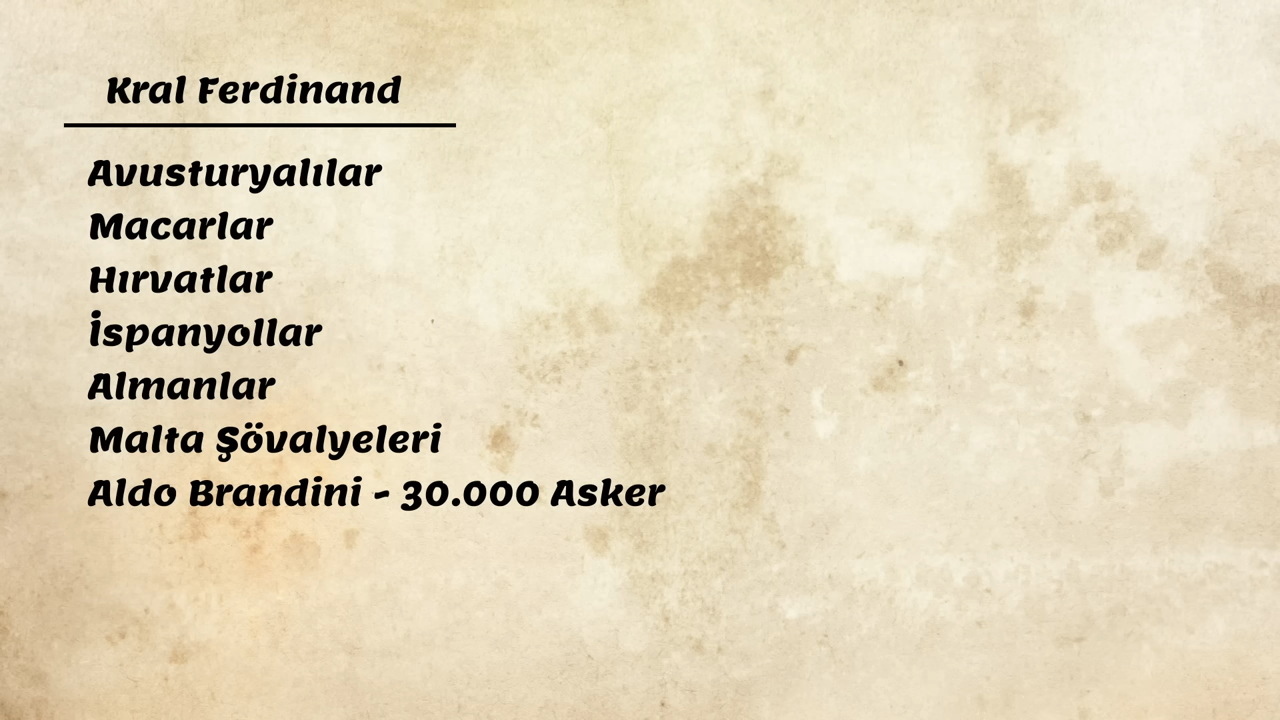 Kral Ferdinand
Avusturyalılar
Macarlar
Hırvatlar
İspanyollar
Almanlar
Malta Şövalyeleri
Aldo Brandini - 30.000 Asker